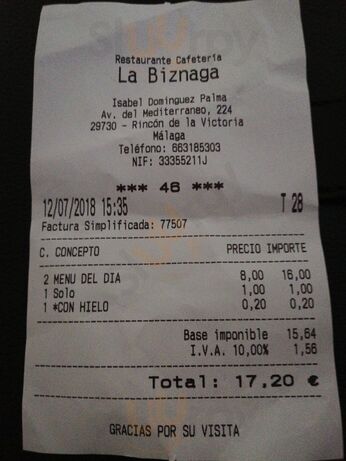 Restaurante Cafetería
La Biznaga
Isabel Dominguez Palma
Av. del Mediterraneo, 224
29730 - Rincón de la Victoria
Málaga
Teléfono: 663185303
NIF: 33355211J
*** 46 ***
12/07/2018 15:35 T 28
Factura Simplificada: 77507
C. CONCEPTO PRECIO IMPORTE
2 MENU DEL DIA 8,00 16,00
1 Solo 1,00 1,00
1 *CON HIELO 0,20 0,20
Base imponible 15,64
I.V.A. 10,00% 1,56
Total: 17,20 €
GRACIAS POR SU VISITA